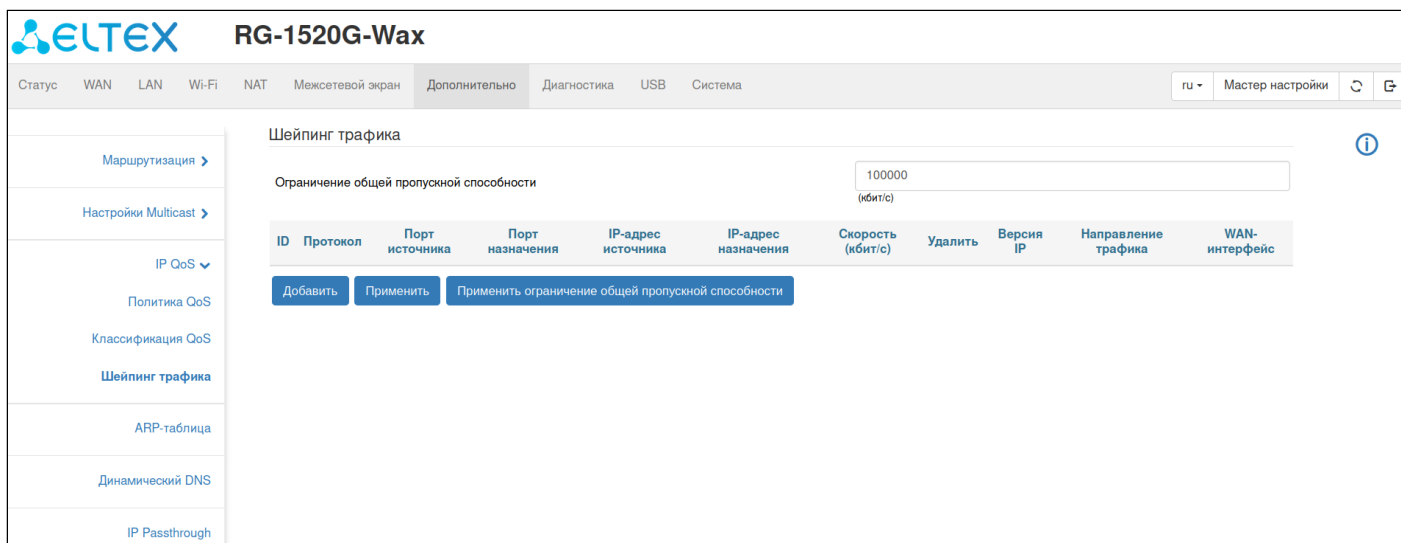 ELTEX RG-1520G-Wax
Статус WAN LAN Wi-Fi NAT Межсетевой экран Дополнительно Диагностика USB Система ru Мастер настройки
Шейпинг трафика
Маршрутизация
Ограничение общей пропускной способности 100000
(кбит/с)
Настройки Multicast
ID Протокол Порт источника Порт назначения IP-адрес источника IP-адрес назначения Скорость (кбит/с) Удалить Версия IP Направление трафика WAN-интерфейс
IP QoS
Добавить Применить Применить ограничение общей пропускной способности
Политика QoS
Классификация QoS
Шейпинг трафика
ARP-таблица
Динамический DNS
IP Passthrough